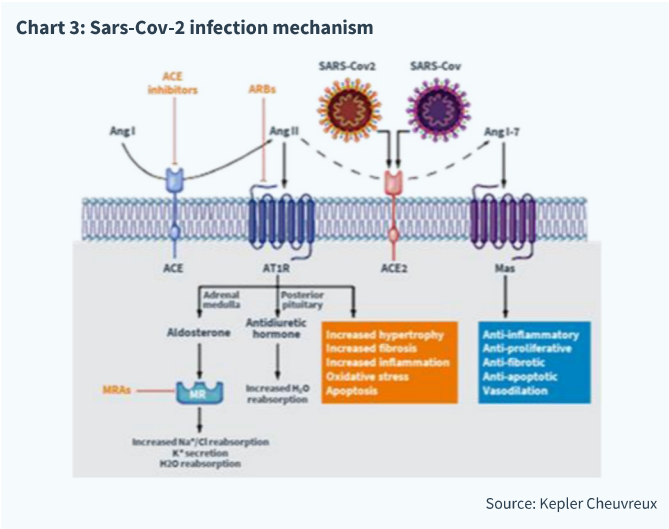 Chart 3: Sars-Cov-2 infection mechanism
SARS-Cov2
SARS-Cov
ACE
inhibitors
ARBs
Ang I
Ang II
Ang I-7
ACE
AT1R
ACE2
Mas
Adrenal
medulla
Posterior
pituitary
Aldosterone
Antidiuretic
hormone
Increased hypertrophy
Increased fibrosis
Increased inflammation
Oxidative stress
Apoptosis
Anti-inflammatory
Anti-proliferative
Anti-fibrotic
Anti-apoptotic
Vasodilation
MRAs
MR
Increased H₂O
reabsorption
Increased Na⁺/Cl reabsorption
K⁺ secretion
H2O reabsorption
Source: Kepler Cheuvreux